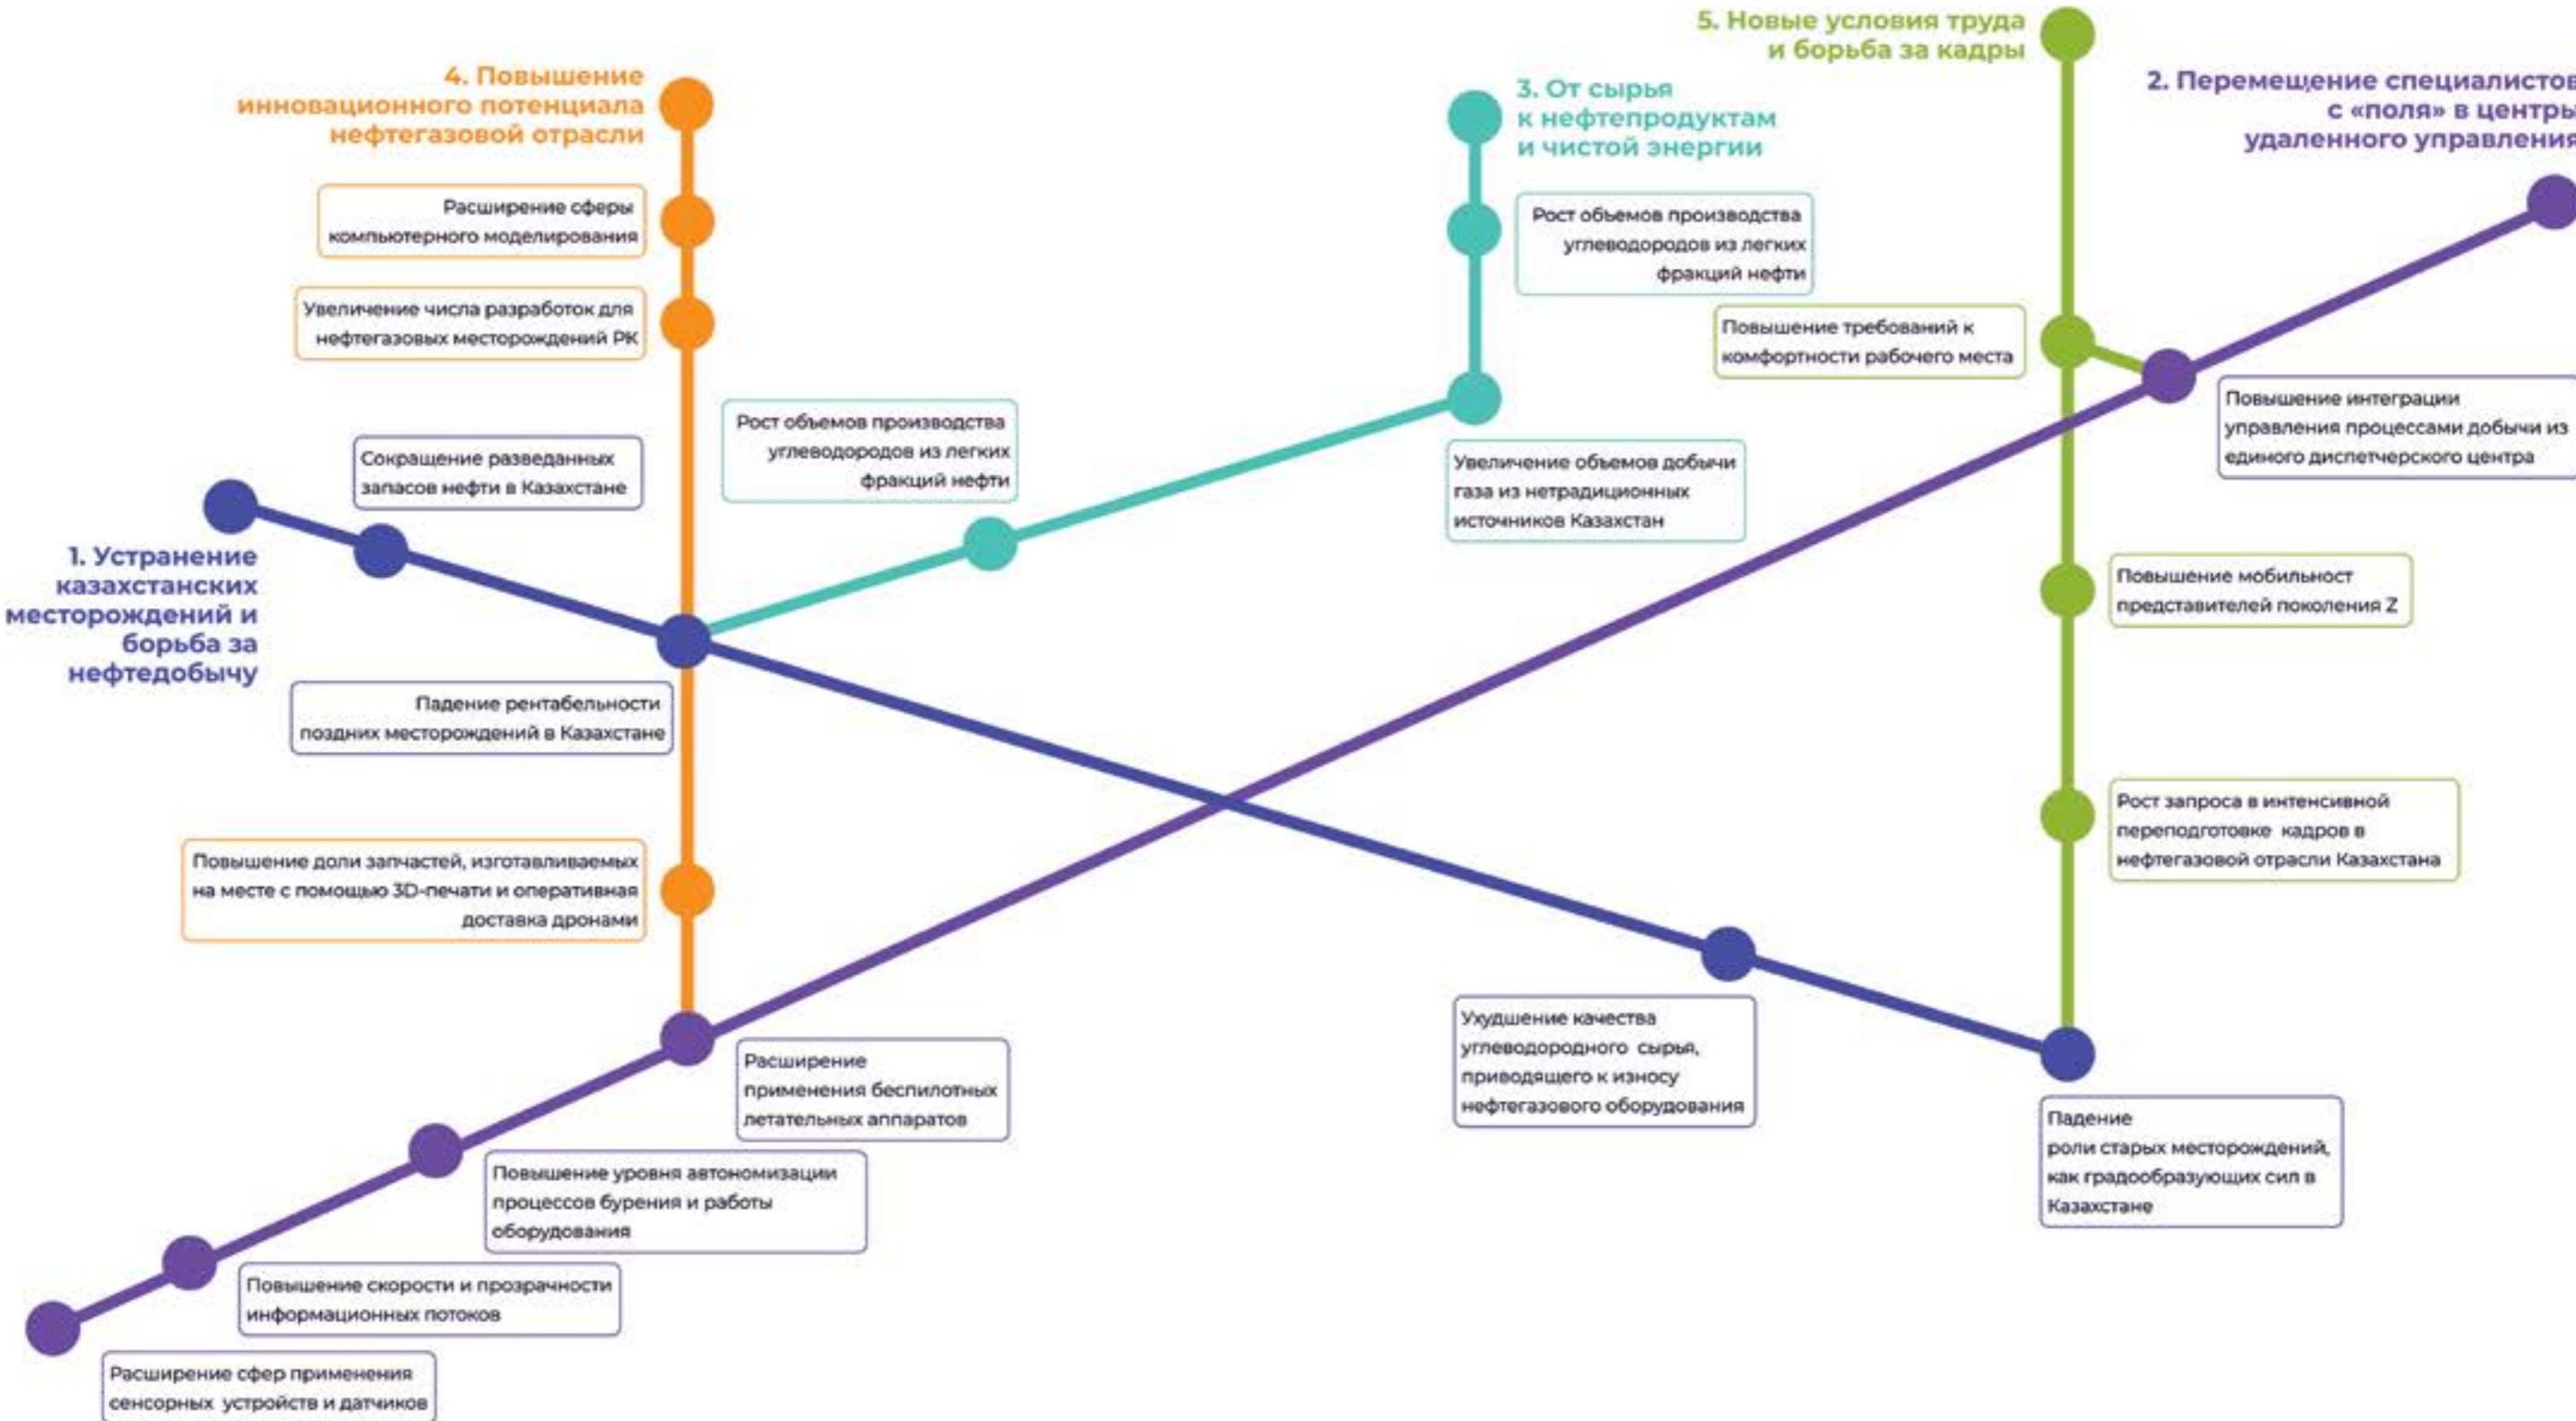 5. Новые условия труда
и борьба за кадры
4. Повышение
инновационного потенциала
нефтегазовой отрасли
3. От сырья
к нефтепродуктам
и чистой энергии
2. Перемещение специалистов
с «поля» в центры
удаленного управления
Расширение сферы
компьютерного моделирования
Рост объемов производства
углеводородов из легких
фракций нефти
Увеличение числа разработок для
нефтегазовых месторождений РК
Повышение требований к
комфортности рабочего места
Повышение интеграции
управления процессами добычи из
единого диспетчерского центра
Рост объемов производства
углеводородов из легких
фракций нефти
Сокращение разведанных
запасов нефти в Казахстане
Увеличение объемов добычи
газа из нетрадиционных
источников Казахстан
1. Устранение
казахстанских
месторождений и
борьба за
нефтедобычу
Повышение мобильност
представителей поколения Z
Падение рентабельности
поздних месторождений в Казахстане
Рост запроса в интенсивной
переподготовке кадров в
нефтегазовой отрасли Казахстана
Повышение доли запчастей, изготавливаемых
на месте с помощью 3D-печати и оперативная
доставка дронами
Ухудшение качества
углеводородного сырья,
приводящего к износу
нефтегазового оборудования
Расширение
применения беспилотных
летательных аппаратов
Падение
роли старых месторождений,
как градообразующих сил в
Казахстане
Повышение уровня автономизации
процессов бурения и работы
оборудования
Повышение скорости и прозрачности
информационных потоков
Расширение сфер применения
сенсорных устройств и датчиков